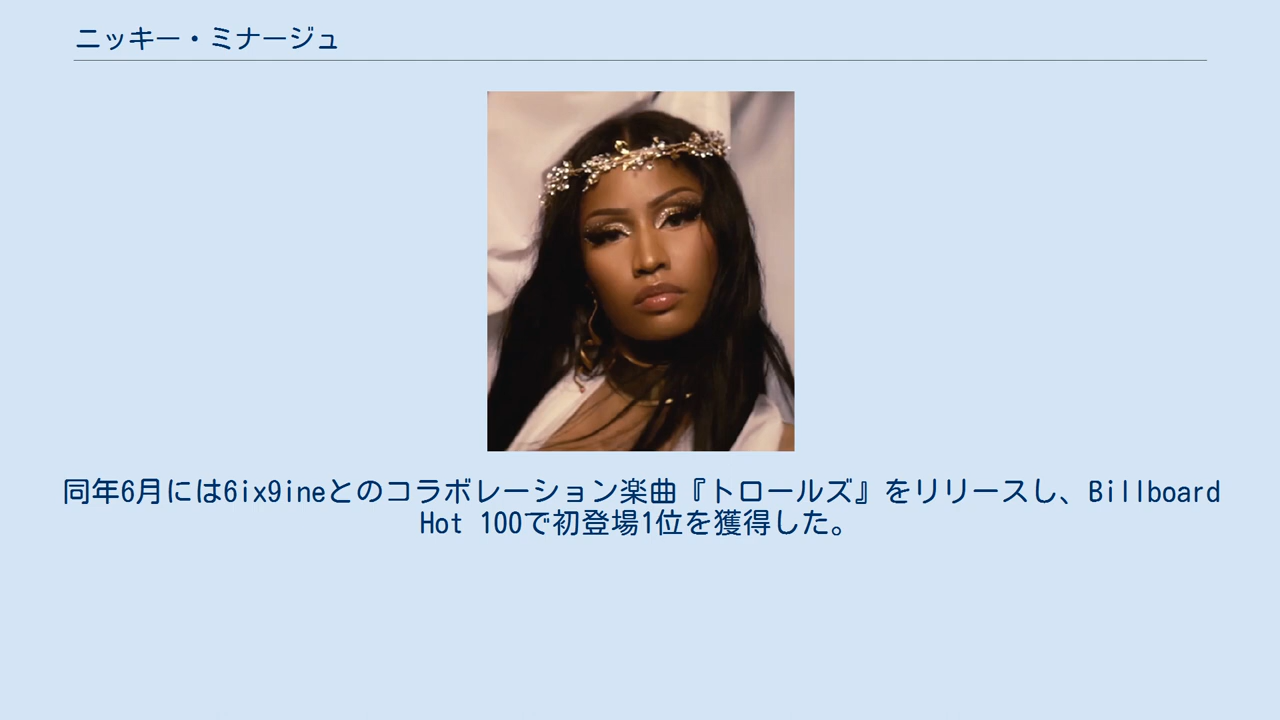 ニッキー・ミナージュ
同年6月には6ix9ineとのコラボレーション楽曲『トロールズ』をリリースし、Billboard
Hot 100で初登場1位を獲得した。